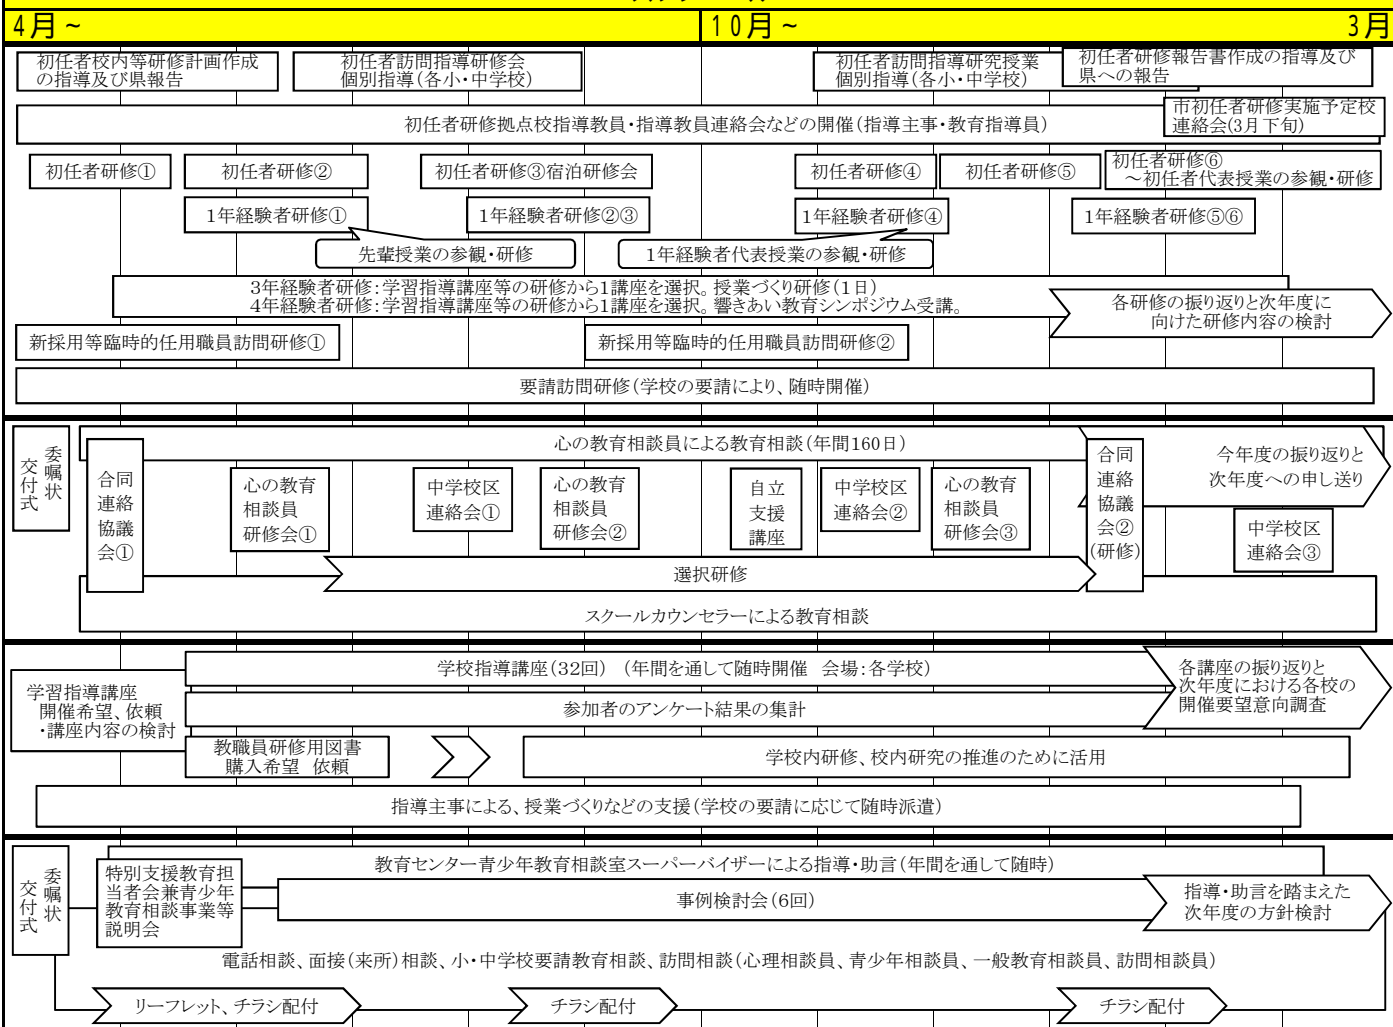 4月~
10月~
3月
初任者校内等研修計画作成
の指導及び県報告
初任者訪問指導研修会
個別指導(各小・中学校)
初任者訪問指導研究授業
個別指導(各小・中学校)
初任者研修報告書作成の指導及び
県への報告
初任者研修拠点校指導教員・指導教員連絡会などの開催(指導主事・教育指導員)
市初任者研修実施予定校
連絡会(3月下旬)
初任者研修①
初任者研修②
初任者研修③宿泊研修会
初任者研修④
初任者研修⑤
初任者研修⑥
~初任者代表授業の参観・研修
1年経験者研修①
1年経験者研修②③
1年経験者研修④
1年経験者研修⑤⑥
先輩授業の参観・研修
1年経験者代表授業の参観・研修
3年経験者研修:学習指導講座等の研修から1講座を選択。授業づくり研修(1日)
4年経験者研修:学習指導講座等の研修から1講座を選択。響きあい教育シンポジウム受講。
各研修の振り返りと次年度に
向けた研修内容の検討
新採用等臨時的任用職員訪問研修①
新採用等臨時的任用職員訪問研修②
要請訪問研修(学校の要請により、随時開催)
委嘱状
交付式
心の教育相談員による教育相談(年間160日)
今年度の振り返りと
次年度への申し送り
合同
連絡
協議
会①
心の教育
相談員
研修会①
中学校区
連絡会①
心の教育
相談員
研修会②
自立
支援
講座
中学校区
連絡会②
心の教育
相談員
研修会③
合同
連絡
協議
会②
(研修)
中学校区
連絡会③
選択研修
スクールカウンセラーによる教育相談
学習指導講座
開催希望、依頼
・講座内容の検討
学校指導講座(32回) (年間を通して随時開催 会場:各学校)
参加者のアンケート結果の集計
各講座の振り返りと
次年度における各校の
開催要望意向調査
教職員研修用図書
購入希望 依頼
学校内研修、校内研究の推進のために活用
指導主事による、授業づくりなどの支援(学校の要請に応じて随時派遣)
委嘱状
交付式
特別支援教育担
当者会兼青少年
教育相談事業等
説明会
教育センター青少年教育相談室スーパーバイザーによる指導・助言(年間を通して随時)
事例検討会(6回)
指導・助言を踏まえた
次年度の方針検討
電話相談、面接(来所)相談、小・中学校要請教育相談、訪問相談(心理相談員、青少年相談員、一般教育相談員、訪問相談員)
リーフレット、チラシ配付
チラシ配付
チラシ配付